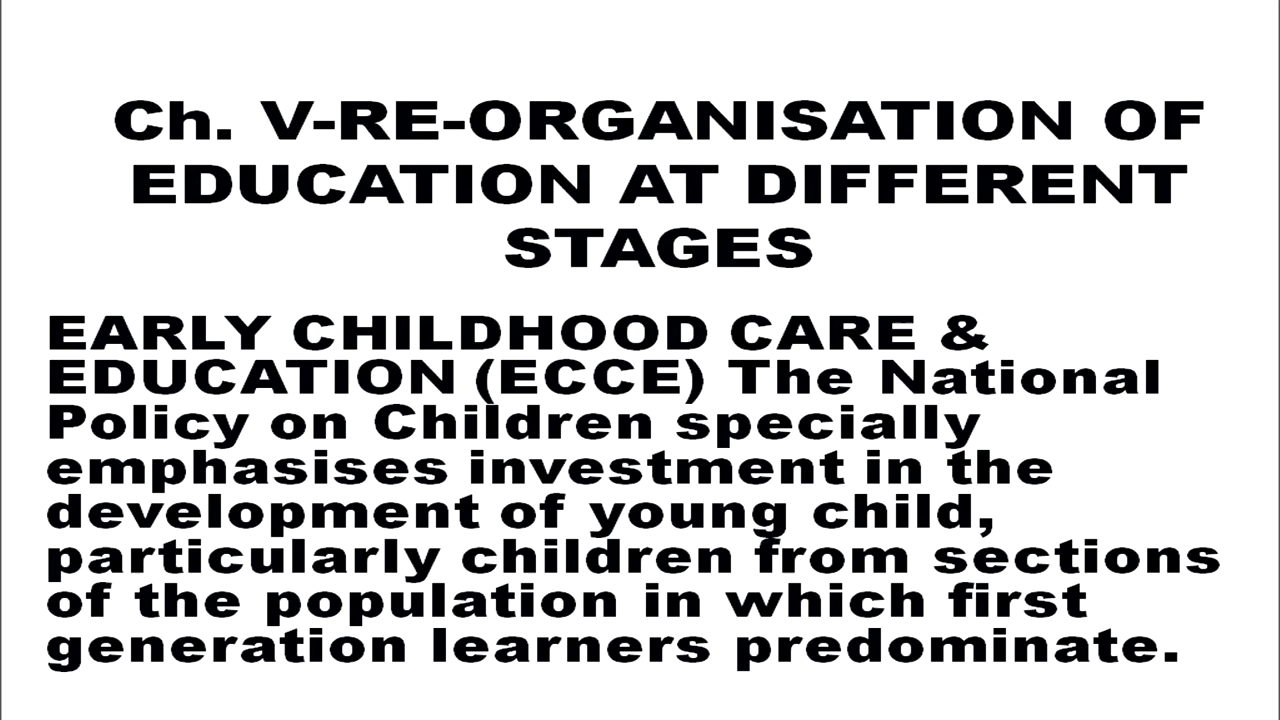 Ch. V-RE-ORGANISATION OF
EDUCATION AT DIFFERENT
STAGES
EARLY CHILDHOOD CARE &
EDUCATION (ECCE) The National
Policy on Children specially
emphasises investment in the
development of young child,
particularly children from sections
of the population in which first
generation learners predominate.